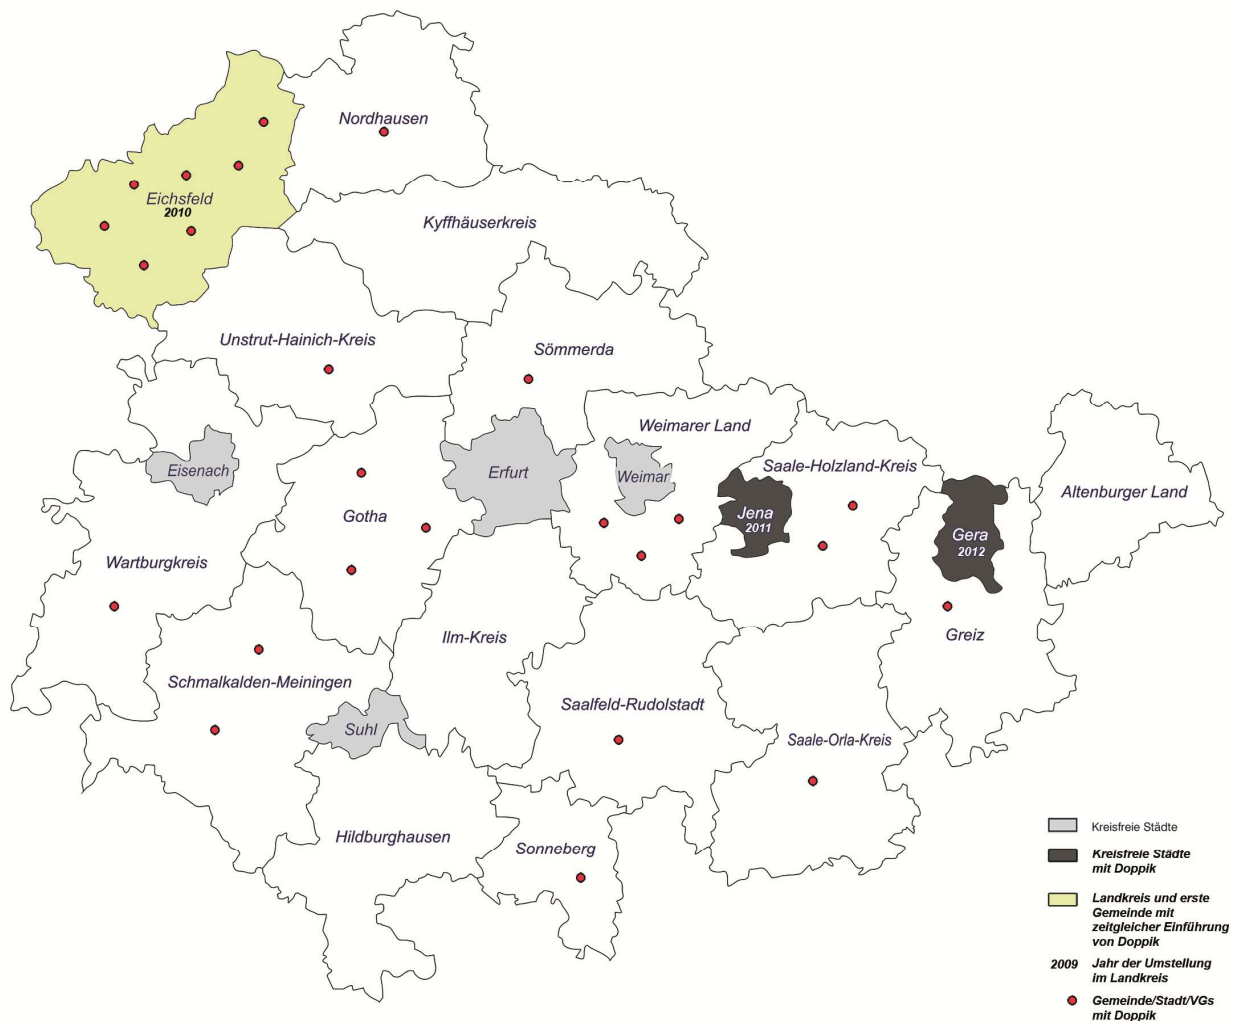 Nordhausen
Eichsfeld
2010
Kyffhäuserkreis
Unstrut-Hainich-Kreis
Sömmerda
Weimarer Land
Saale-Holzland-Kreis
Eisenach
Erfurt
Weimar
Altenburger Land
Gotha
Jena
2011
Gera
2012
Wartburgkreis
Ilm-Kreis
Greiz
Schmalkalden-Meiningen
Saalfeld-Rudolstadt
Suhl
Saale-Orla-Kreis
Hildburghausen
Sonneberg
Kreisfreie Städte
Kreisfreie Städte
mit Doppik
Landkreis und erste
Gemeinde mit
zeitgleicher Einführung
von Doppik
2009 Jahr der Umstellung
im Landkreis
Gemeinde/Stadt/VGs
mit Doppik